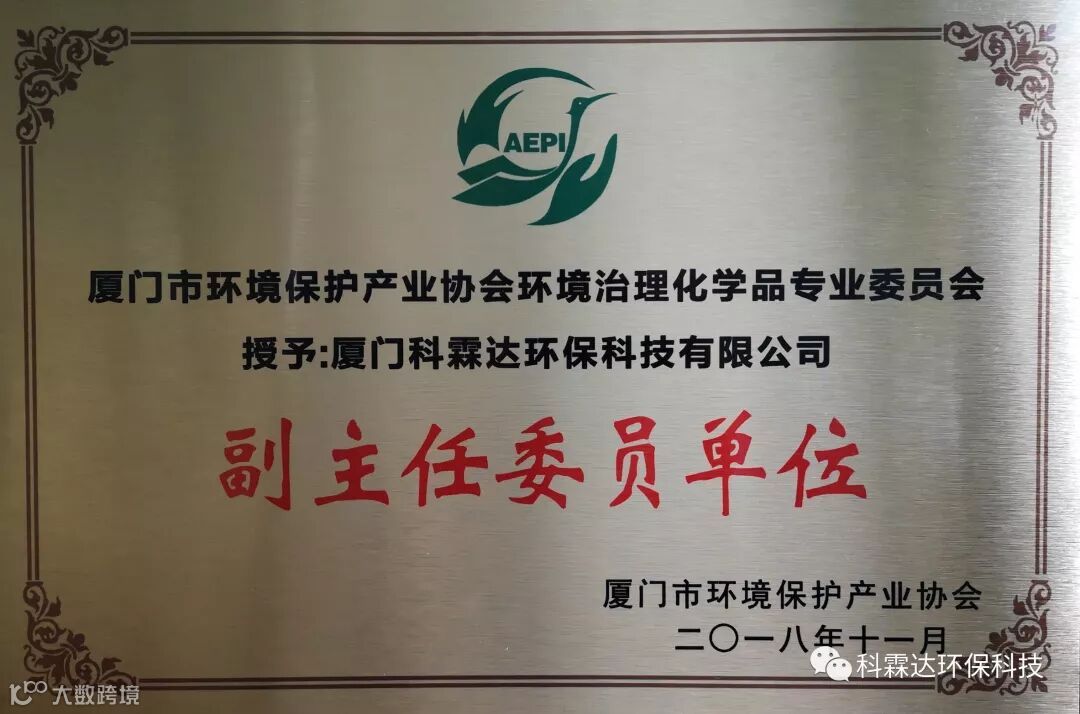 AEPI
厦门市环境保护产业协会环境治理化学品专业委员会
授予:厦门科霖达环保科技有限公司
副主任委员单位
厦门市环境保护产业协会
二〇一八年十一月
科霖达环保科技
大数跨境